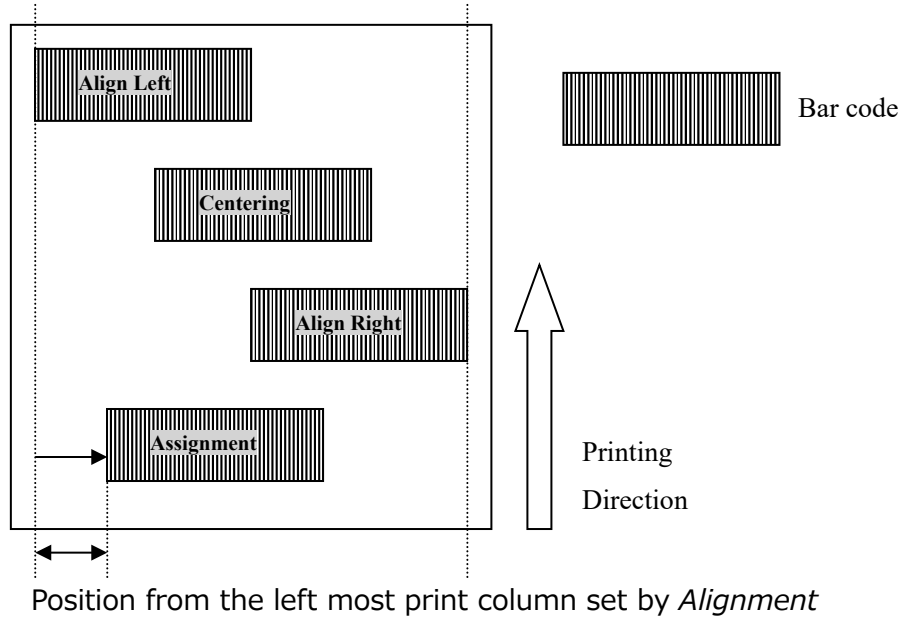 Align Left
Bar code
Centering
Align Right
Assignment
Printing
Direction
Position from the left most print column set by Alignment